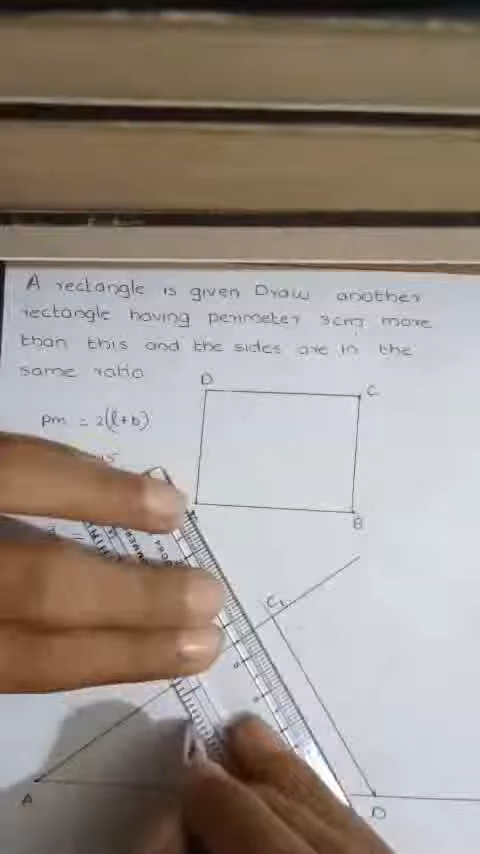 A rectangle is given Draw another
rectangle having perimeter 3cm more
than this and the sides are in the
same ratio
D
C
pm = 2(l+b)
B
C₁
A
D